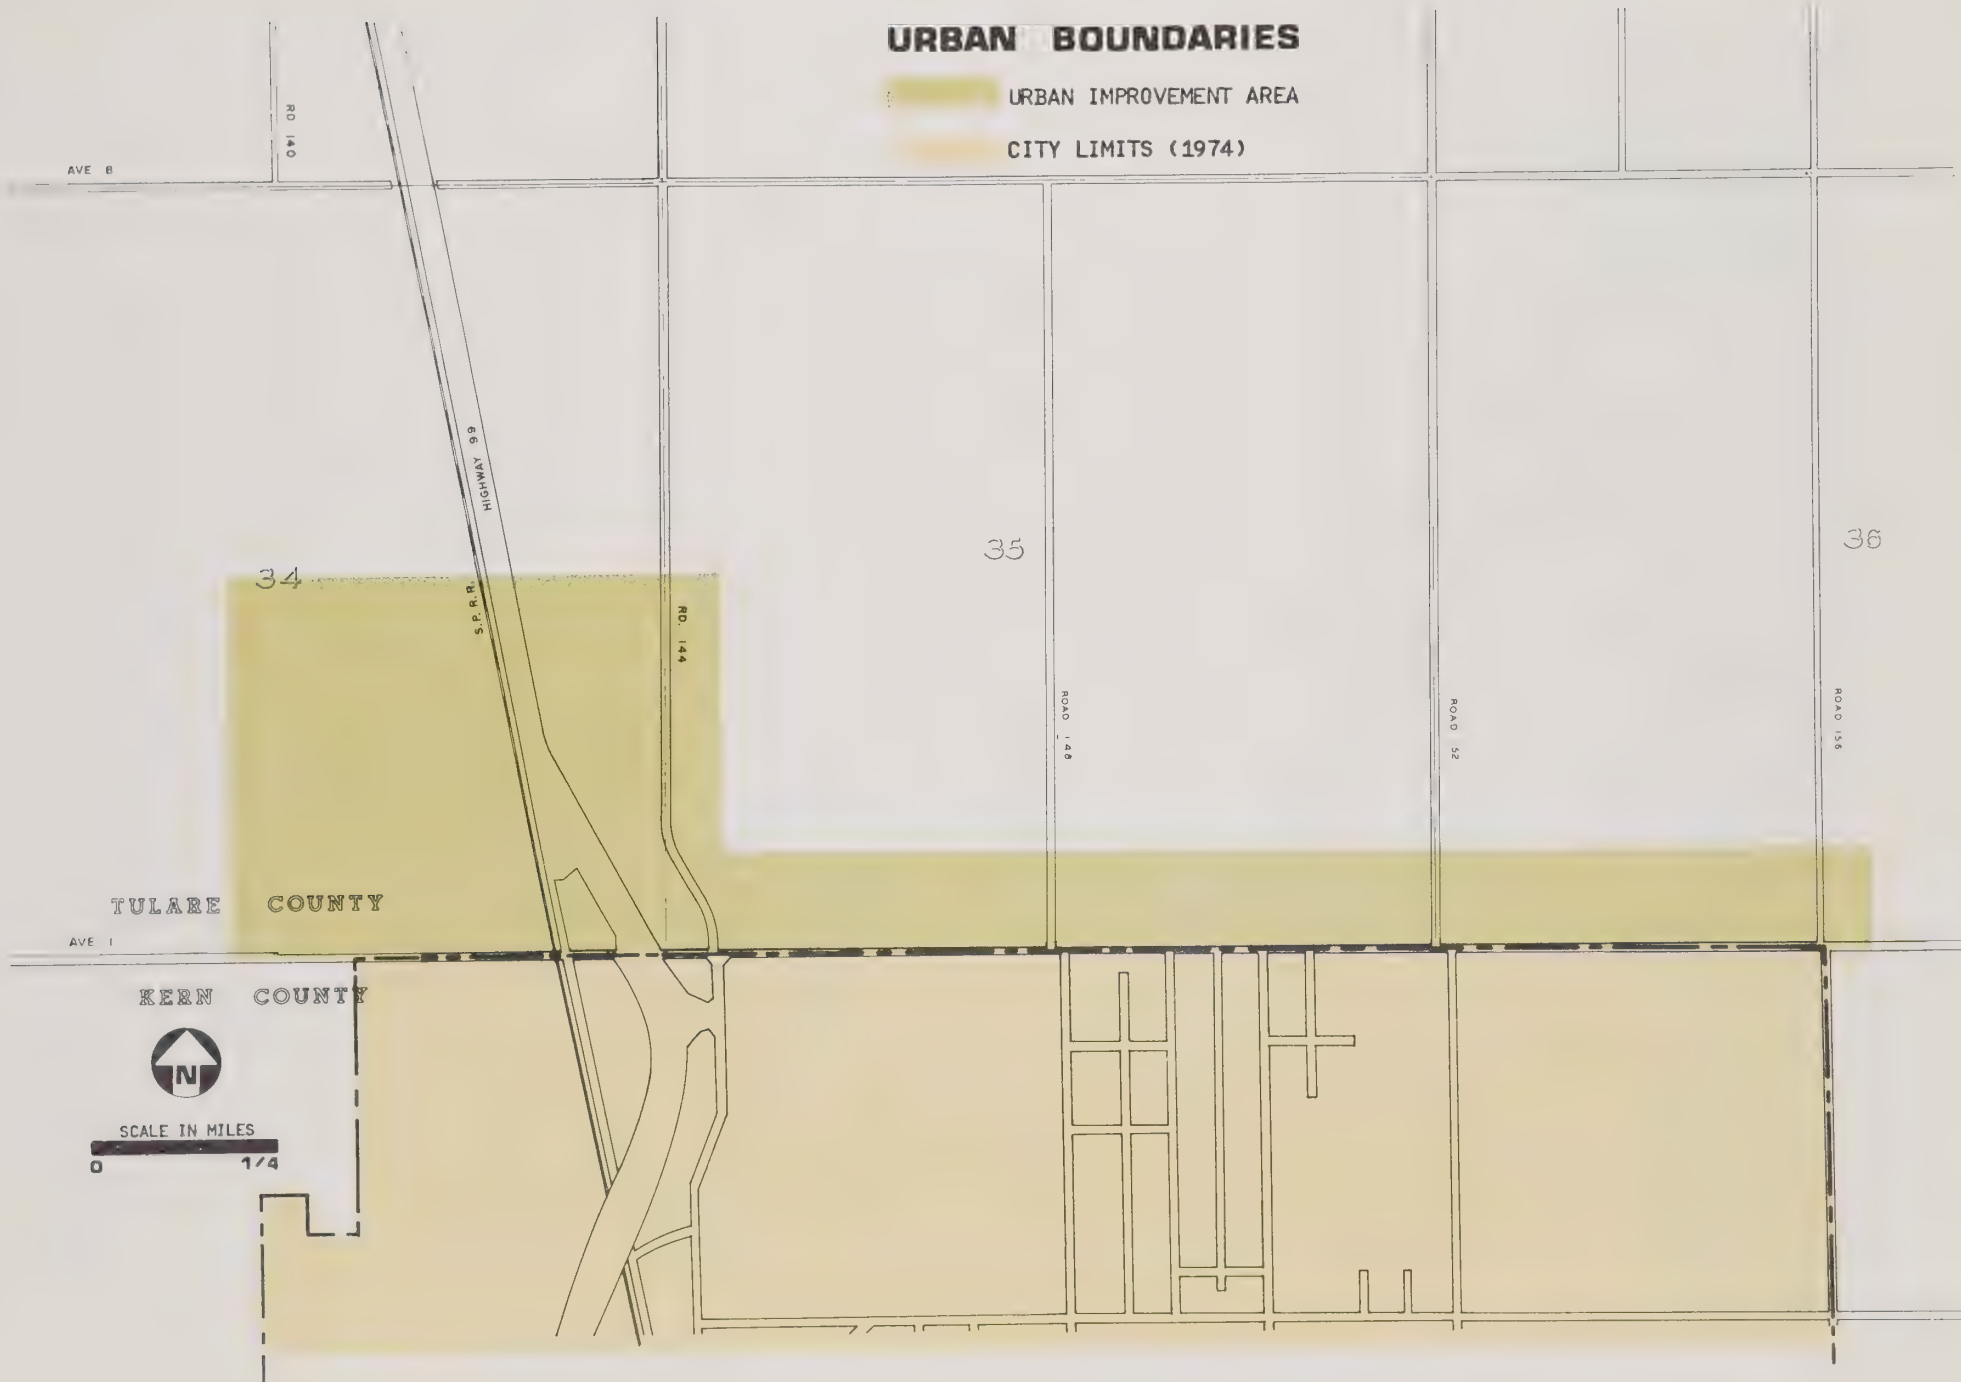 URBAN BOUNDARIES
URBAN IMPROVEMENT AREA
CITY LIMITS (1974)
RD 140
AVE 8
HIGHWAY 99
35
36
34
S.P.R.R.
RD. 144
ROAD 148
ROAD 52
ROAD 156
TULARE COUNTY
AVE 1
KERN COUNTY
N
SCALE IN MILES
0 1/4